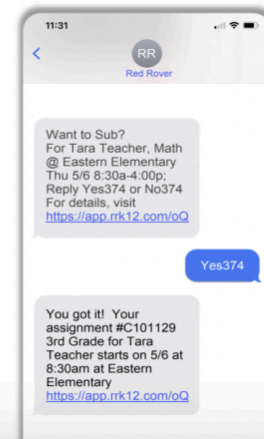 11:31
RR
Red Rover
Want to Sub?
For Tara Teacher, Math
@ Eastern Elementary
Thu 5/6 8:30a-4:00p;
Reply Yes374 or No374
For details, visit
https://app.rrk12.com/oQ
Yes374
You got it!  Your
assignment #C101129
3rd Grade for Tara
Teacher starts on 5/6 at
8:30am at Eastern
Elementary
https://app.rrk12.com/oQ